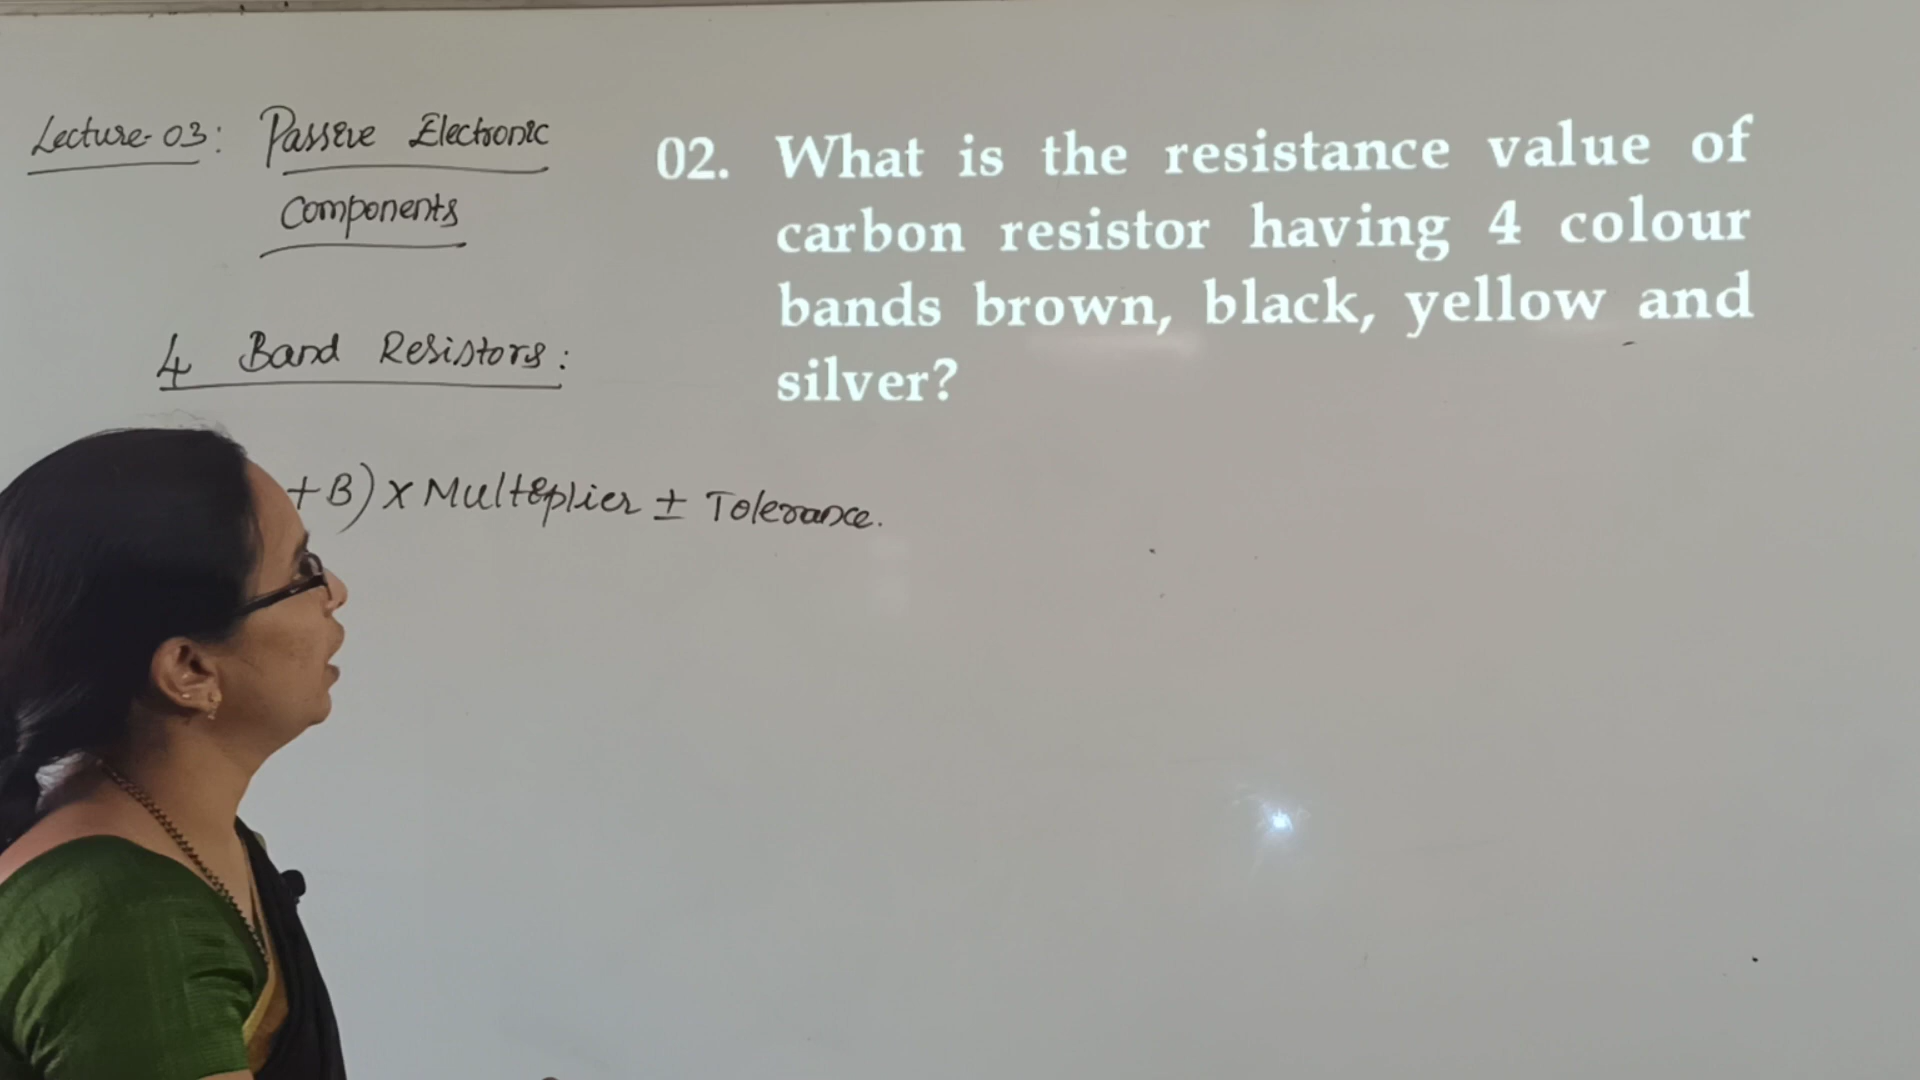 Lecture-03: Passive Electronic
Components
4 Band Resistors:
+B) x Multiplier ± Tolerance.
02. What is the resistance value of
carbon resistor having 4 colour
bands brown, black, yellow and
silver?